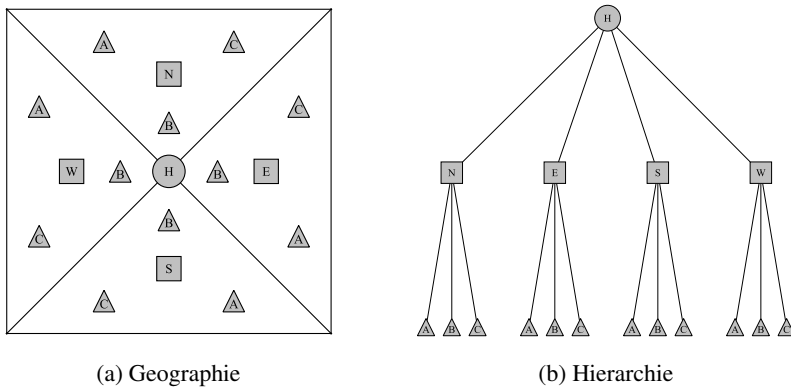 A C
N
A C
B
W B H B E
B
C A
S
C A
H
N E S W
A B C A B C A B C A B C
(a) Geographie (b) Hierarchie